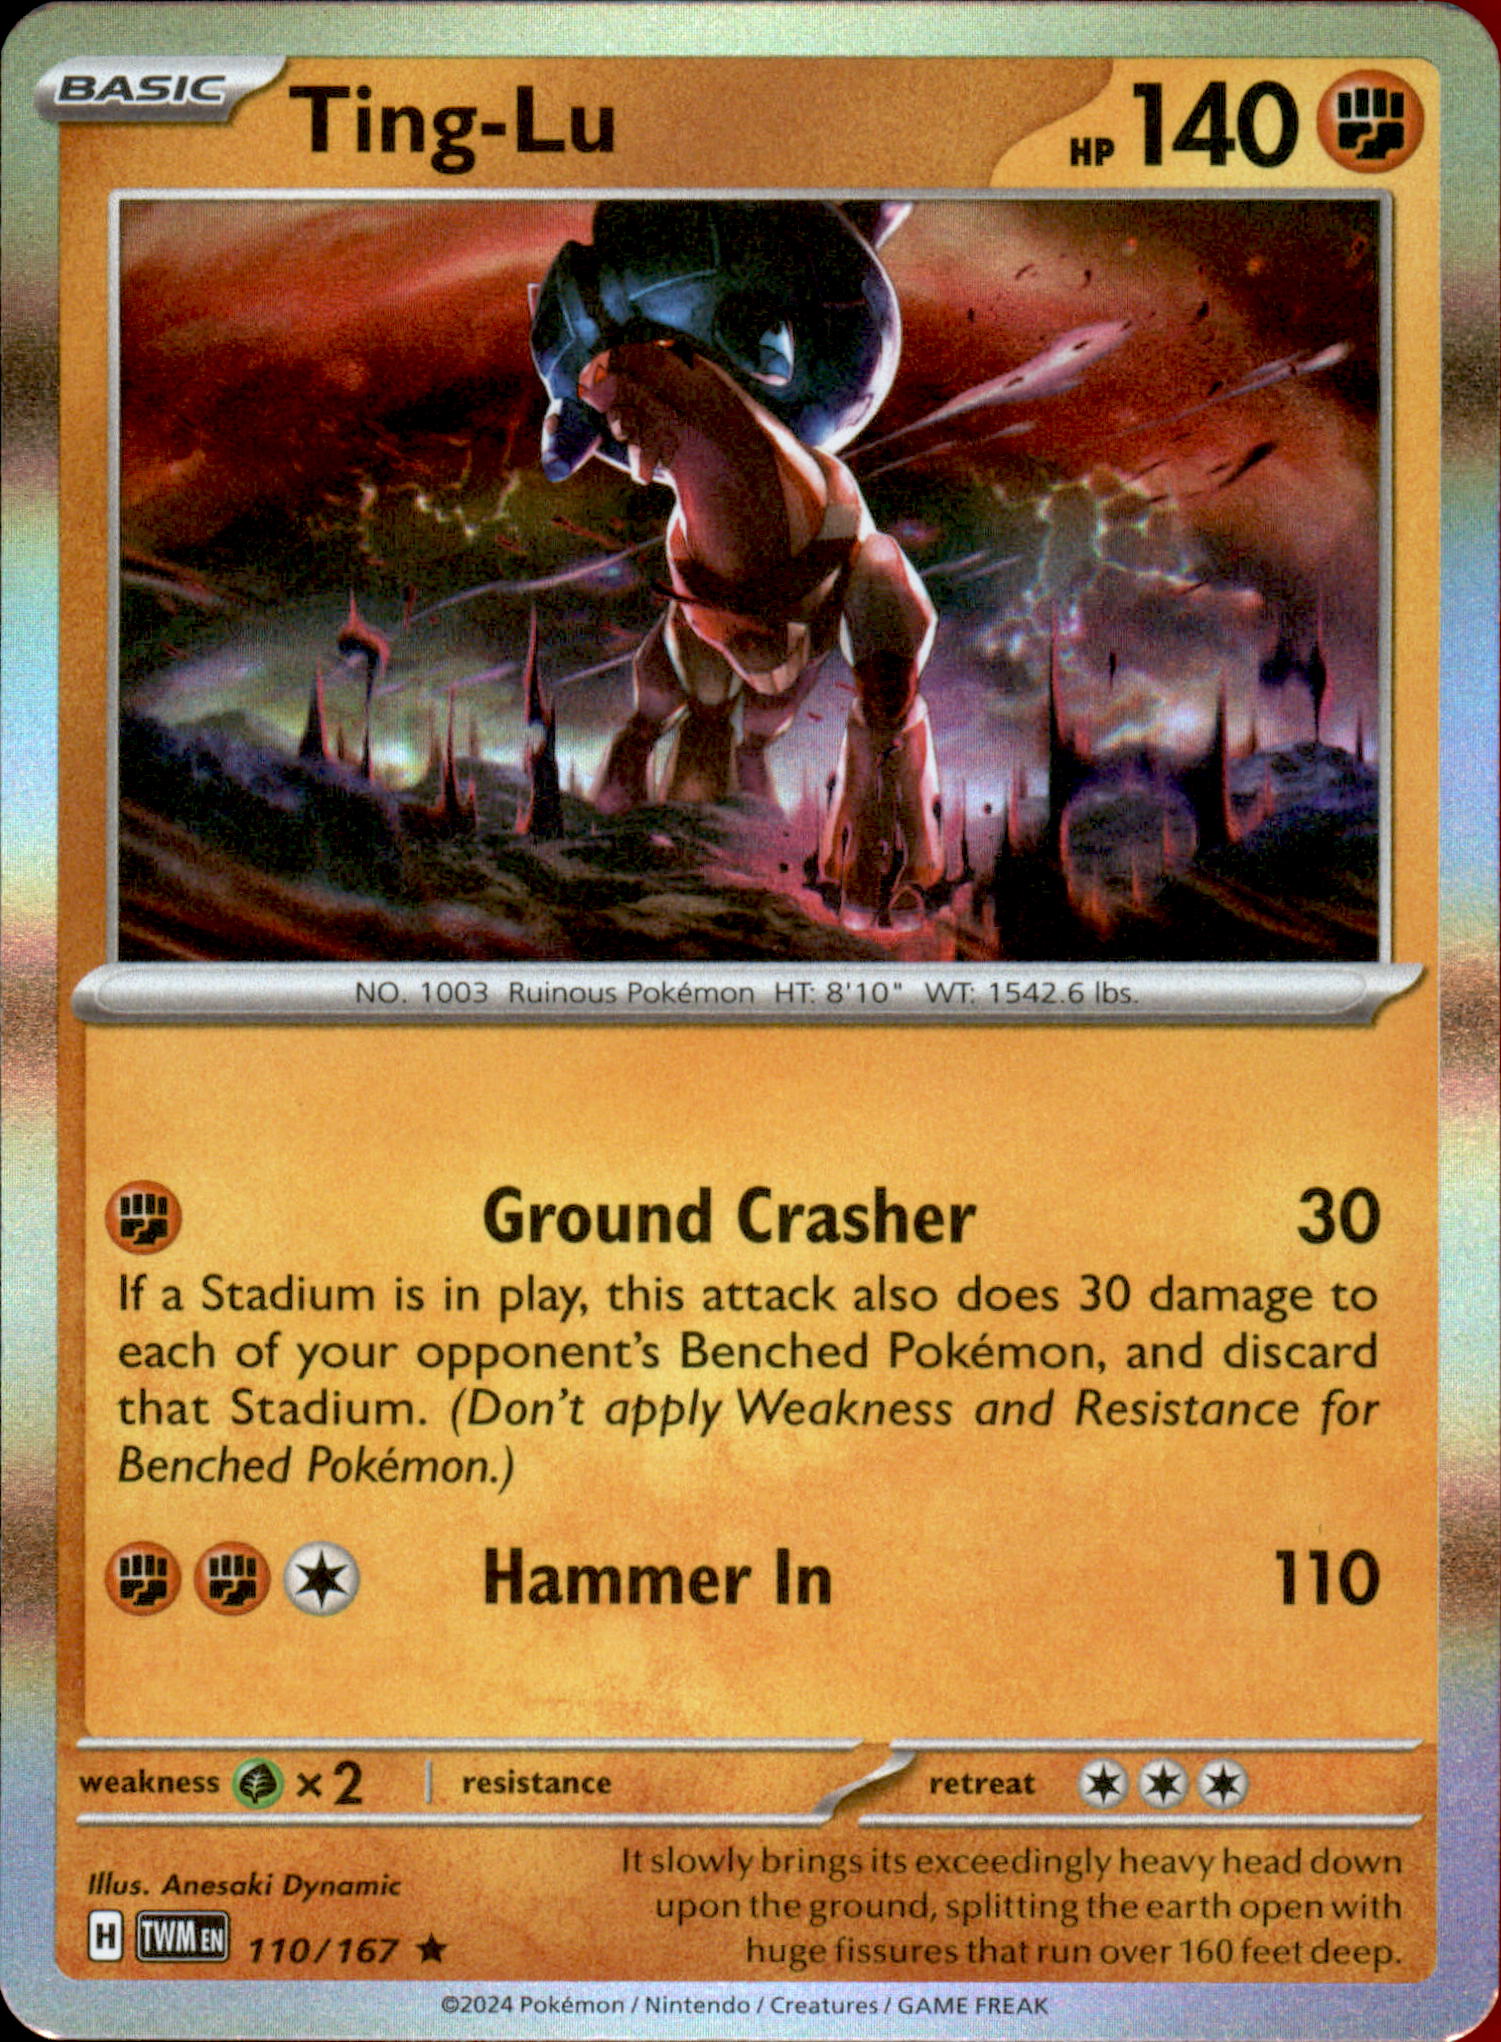 BASIC Ting-Lu HP 140
NO. 1003 Ruinous Pokémon HT: 8'10" WT: 1542.6 lbs.
Ground Crasher 30
If a Stadium is in play, this attack also does 30 damage to
each of your opponent's Benched Pokémon, and discard
that Stadium. (Don't apply Weakness and Resistance for
Benched Pokémon.)
Hammer In 110
weakness ×2 resistance retreat
It slowly brings its exceedingly heavy head down
upon the ground, splitting the earth open with
huge fissures that run over 160 feet deep.
Illus. Anesaki Dynamic
H TWM EN 110/167 ★
©2024 Pokémon / Nintendo / Creatures / GAME FREAK